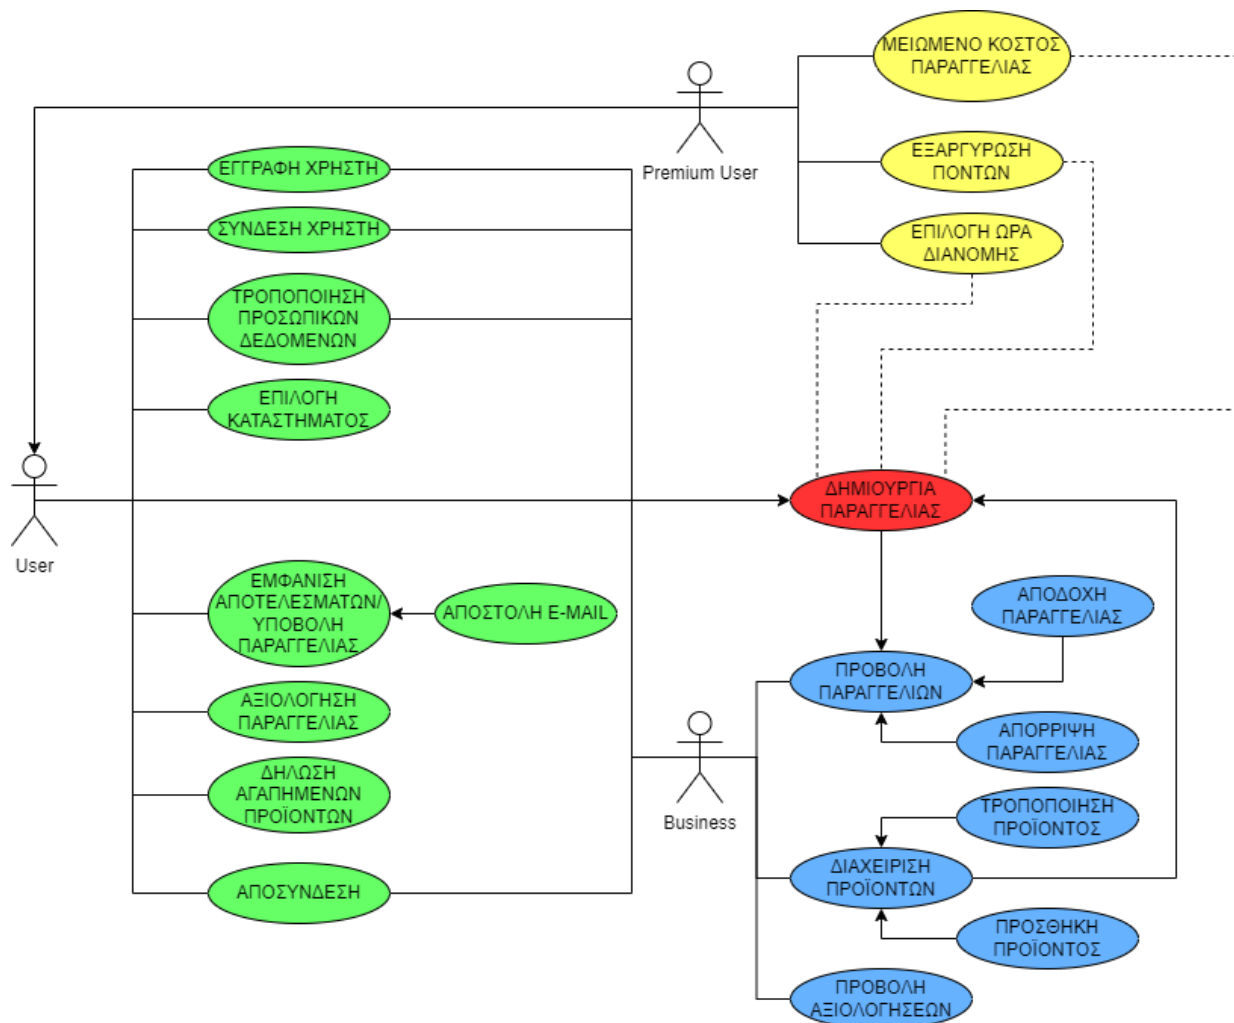 ΜΕΙΩΜΕΝΟ ΚΟΣΤΟΣ
ΠΑΡΑΓΓΕΛΙΑΣ
Premium User
ΕΞΑΡΓΥΡΩΣΗ
ΠΟΝΤΩΝ
ΕΠΙΛΟΓΗ ΩΡΑ
ΔΙΑΝΟΜΗΣ
ΕΓΓΡΑΦΗ ΧΡΗΣΤΗ
ΣΥΝΔΕΣΗ ΧΡΗΣΤΗ
ΤΡΟΠΟΠΟΙΗΣΗ
ΠΡΟΣΩΠΙΚΩΝ
ΔΕΔΟΜΕΝΩΝ
ΕΠΙΛΟΓΗ
ΚΑΤΑΣΤΗΜΑΤΟΣ
User
ΔΗΜΙΟΥΡΓΙΑ
ΠΑΡΑΓΓΕΛΙΑΣ
ΕΜΦΑΝΙΣΗ
ΑΠΟΤΕΛΕΣΜΑΤΩΝ/
ΥΠΟΒΟΛΗ
ΠΑΡΑΓΓΕΛΙΑΣ
ΑΠΟΣΤΟΛΗ E-MAIL
ΑΠΟΔΟΧΗ
ΠΑΡΑΓΓΕΛΙΑΣ
ΠΡΟΒΟΛΗ
ΠΑΡΑΓΓΕΛΙΩΝ
ΑΞΙΟΛΟΓΗΣΗ
ΠΑΡΑΓΓΕΛΙΑΣ
ΑΠΟΡΡΙΨΗ
ΠΑΡΑΓΓΕΛΙΑΣ
ΔΗΛΩΣΗ
ΑΓΑΠΗΜΕΝΩΝ
ΠΡΟΪΟΝΤΩΝ
Business
ΤΡΟΠΟΠΟΙΗΣΗ
ΠΡΟΪΟΝΤΟΣ
ΔΙΑΧΕΙΡΙΣΗ
ΠΡΟΪΟΝΤΩΝ
ΑΠΟΣΥΝΔΕΣΗ
ΠΡΟΣΘΗΚΗ
ΠΡΟΪΟΝΤΟΣ
ΠΡΟΒΟΛΗ
ΑΞΙΟΛΟΓΗΣΕΩΝ